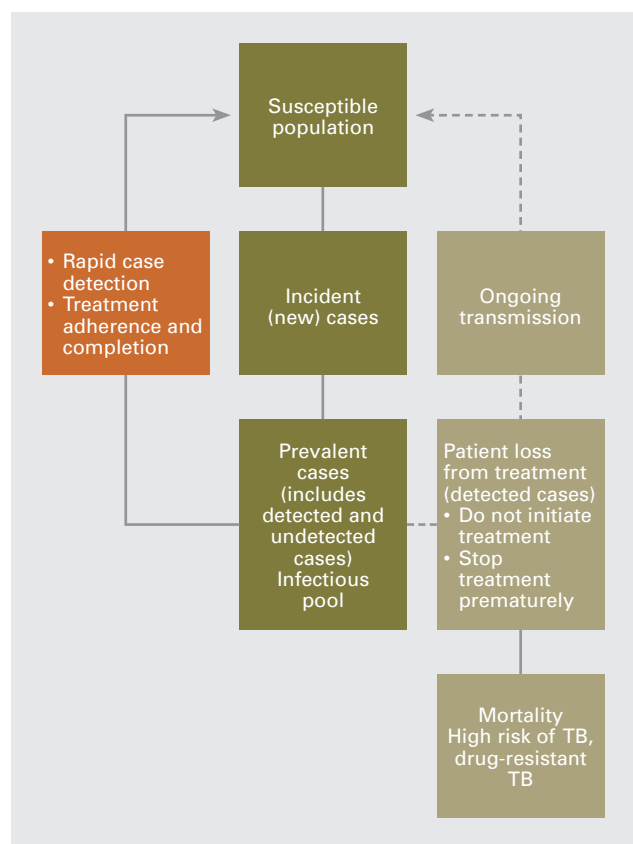 Susceptible
population
• Rapid case
detection
• Treatment
adherence and
completion
Incident
(new) cases
Ongoing
transmission
Prevalent
cases
(includes
detected and
undetected
cases)
Infectious
pool
Patient loss
from treatment
(detected cases)
• Do not initiate
treatment
• Stop
treatment
prematurely
Mortality
High risk of TB,
drug-resistant
TB